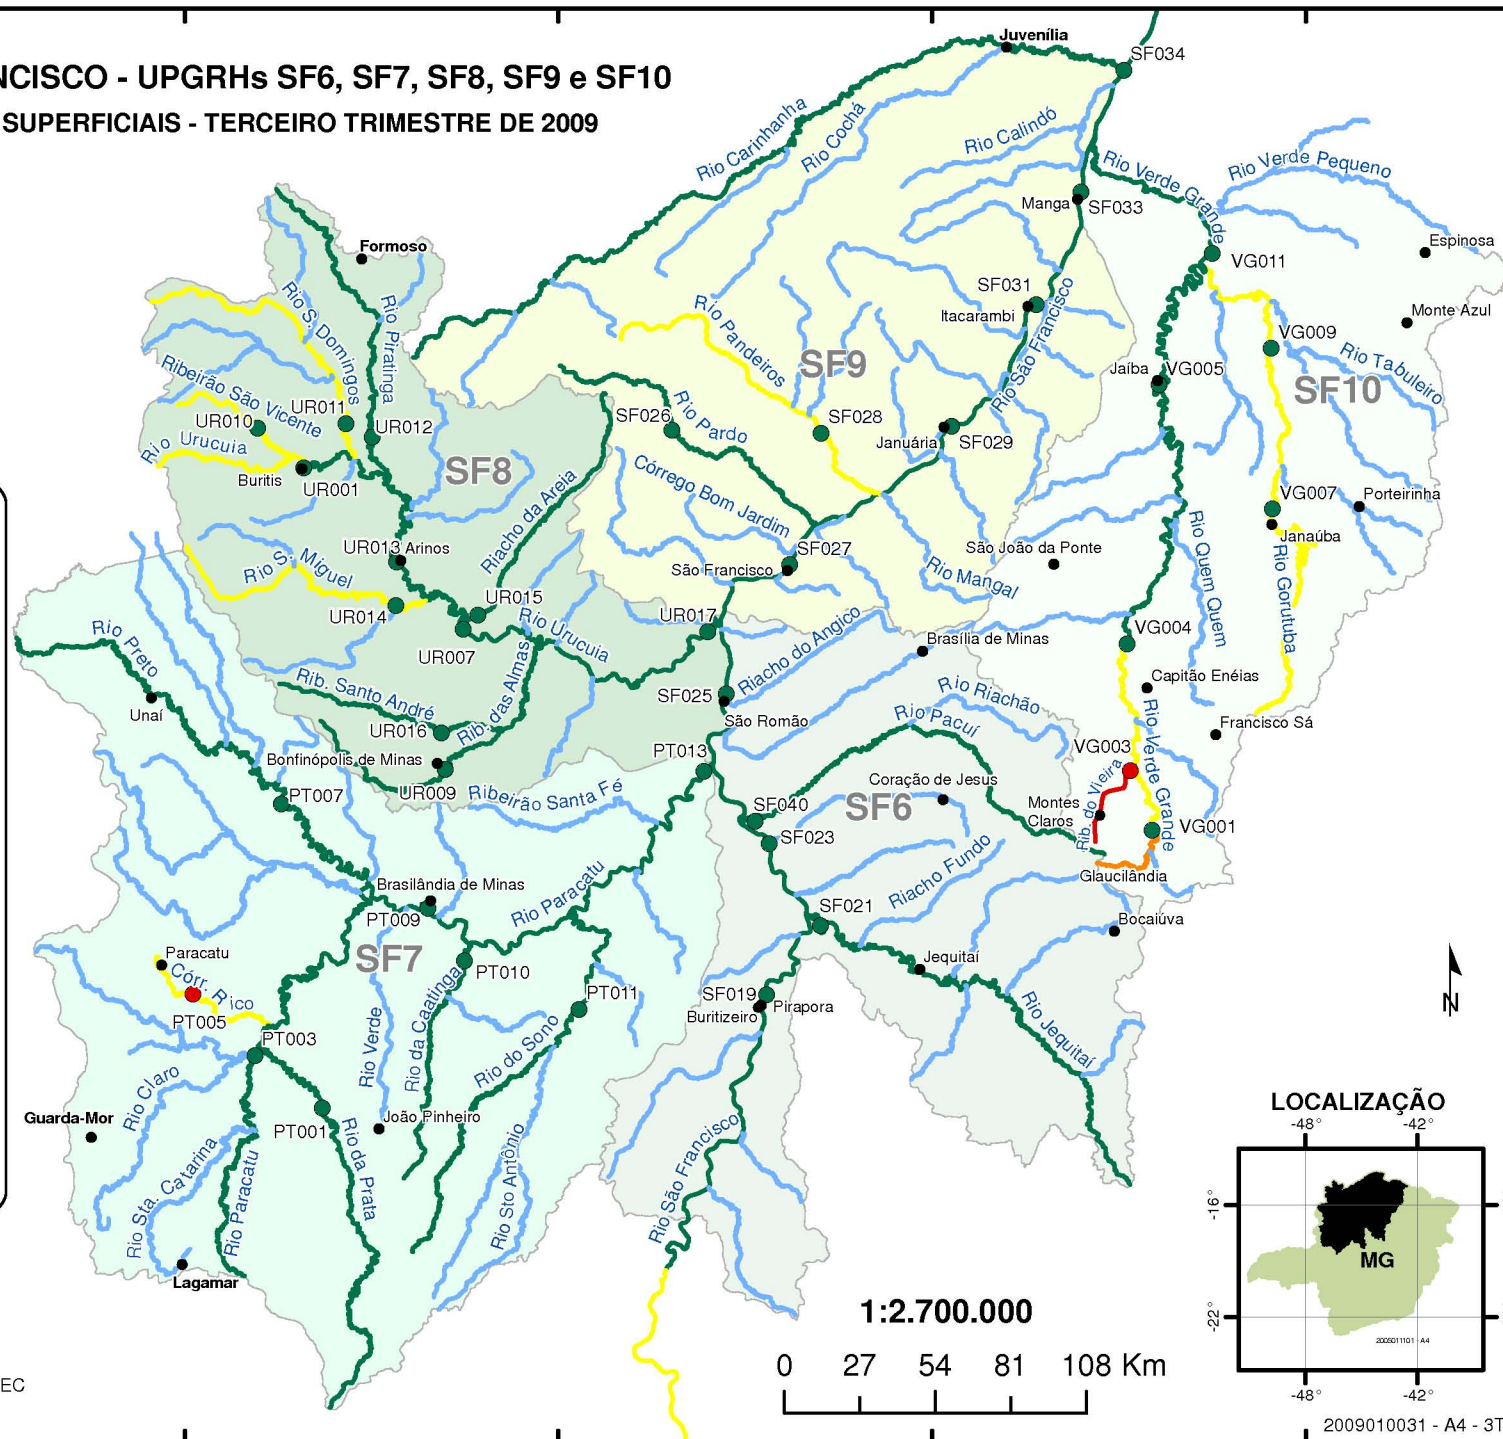 NCISCO - UPGRHs SF6, SF7, SF8, SF9 e SF10
SUPERFICIAIS - TERCEIRO TRIMESTRE DE 2009
Juvenília
SF034
Rio Carinhanha
Rio Cochá
Rio Calindó
Rio Verde Grande
Rio Verde Pequeno
Manga
SF033
Formoso
Espinosa
VG011
SF031
Itacarambi
Rio São Francisco
Monte Azul
Rio S. Domingos
Rio Piratinga
Rio Pandeiros
SF9
VG009
Rio Tabuleiro
Jaíba
VG005
SF10
Ribeirão São Vicente
UR010
UR011
UR012
SF026
Rio Pardo
SF028
Januária
SF029
Rio Urucuia
Buritis
UR001
SF8
Riacho da Areia
Córrego Bom Jardim
VG007
Porteirinha
Janaúba
UR013
Arinos
SF027
São Francisco
São João da Ponte
Rio Quem Quem
Rio Gorutuba
Rio S. Miguel
UR014
UR015
Rio Mangal
Rio Urucuia
UR017
UR007
Riacho do Angico
Brasília de Minas
VG004
Rio Preto
Unaí
Rib. Santo André
Rib. das Almas
SF025
São Romão
Capitão Enéias
Rio Riachão
Rio Pacuí
Francisco Sá
UR016
Bonfinópolis de Minas
UR009
PT013
VG003
Rio Verde Grande
PT007
Ribeirão Santa Fé
Coração de Jesus
SF6
SF040
SF023
Montes
Claros
Rib. do Vieira
VG001
Glaucilândia
Riacho Fundo
Brasilândia de Minas
PT009
Rio Paracatu
SF021
Bocaiúva
Paracatu
Córr. Rico
PT005
SF7
PT010
PT011
Jequitaí
SF019
Buritizeiro
Pirapora
Rio Jequitaí
N
PT003
Rio Claro
Rio Verde
Rio da Caatinga
Rio do Sono
Guarda-Mor
PT001
João Pinheiro
Rio da Prata
Rio Sta. Catarina
Rio Paracatu
Rio Sto Antônio
Rio São Francisco
Lagamar
LOCALIZAÇÃO
-48°
-42°
-16°
MG
-22°
2005011101 - A4
-48°
-42°
1:2.700.000
0 27 54 81 108 Km
EC
2009010031 - A4 - 3T